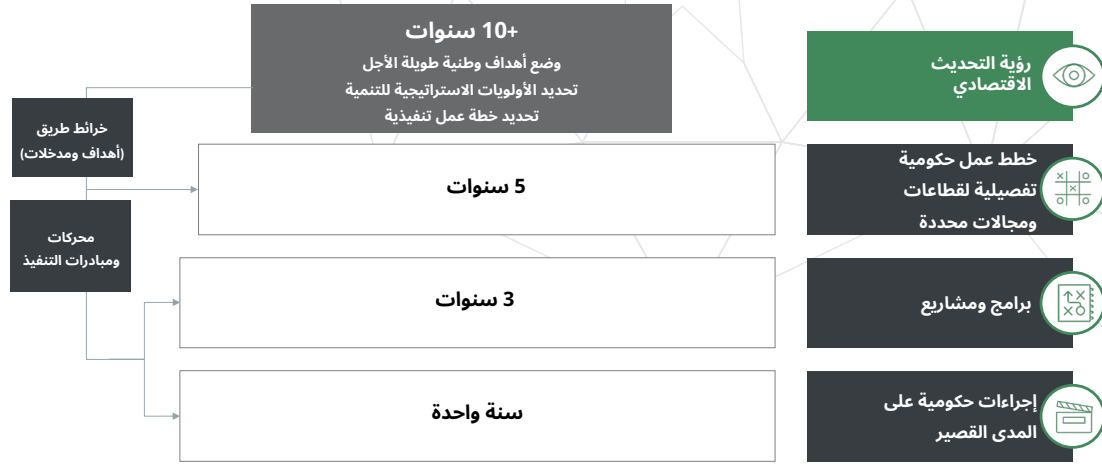 رؤية التحديث
الاقتصادي
+10 سنوات
وضع أهداف وطنية طويلة الأجل
تحديد الأولويات الاستراتيجية للتنمية
تحديد خطة عمل تنفيذية
خرائط طريق
(أهداف ومدخلات)
خطط عمل حكومية
تفصيلية لقطاعات
ومجالات محددة
5 سنوات
محركات
ومبادرات التنفيذ
برامج ومشاريع
3 سنوات
إجراءات حكومية على
المدى القصير
سنة واحدة